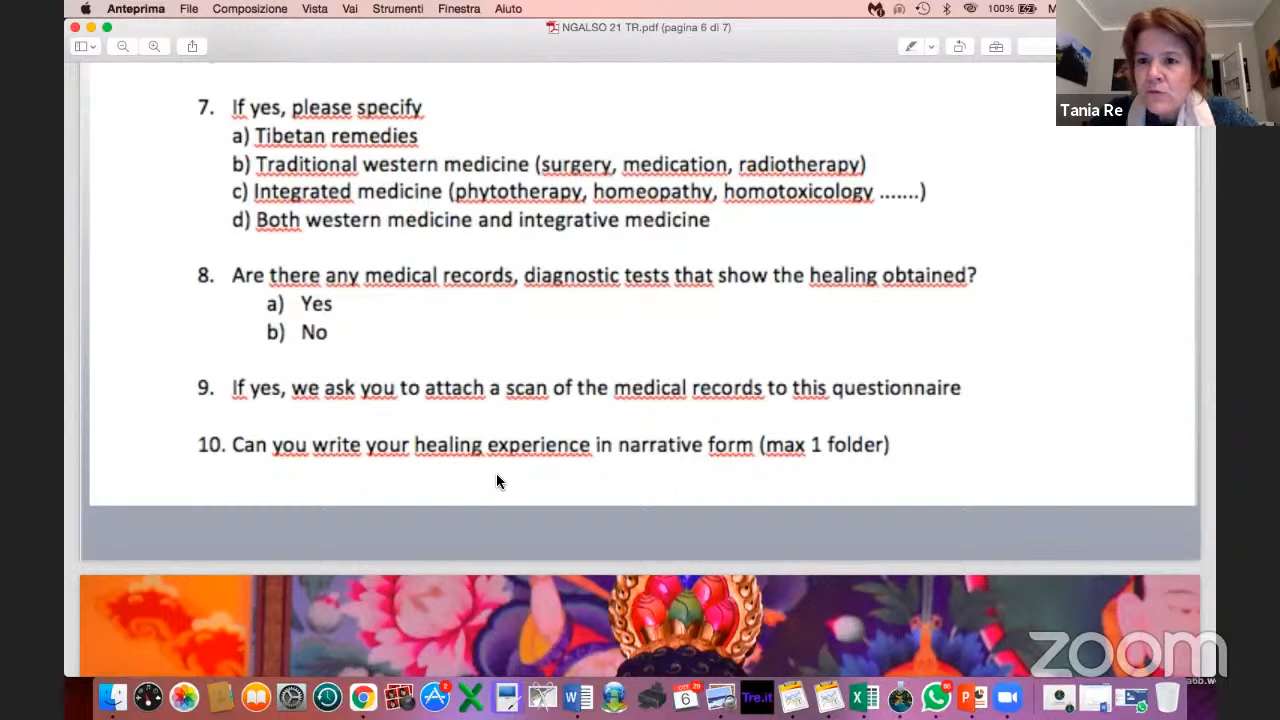 Anteprima File Composizione Vista Vai Strumenti Finestra Aiuto 100%
NGALSO 21 TR.pdf (pagina 6 di 7)
Tania Re
7. If yes, please specify
a) Tibetan remedies
b) Traditional western medicine (surgery, medication, radiotherapy)
c) Integrated medicine (phytotherapy, homeopathy, homotoxicology .......)
d) Both western medicine and integrative medicine
8. Are there any medical records, diagnostic tests that show the healing obtained?
a) Yes
b) No
9. If yes, we ask you to attach a scan of the medical records to this questionnaire
10. Can you write your healing experience in narrative form (max 1 folder)
zoom
OTT
6
Tre.it